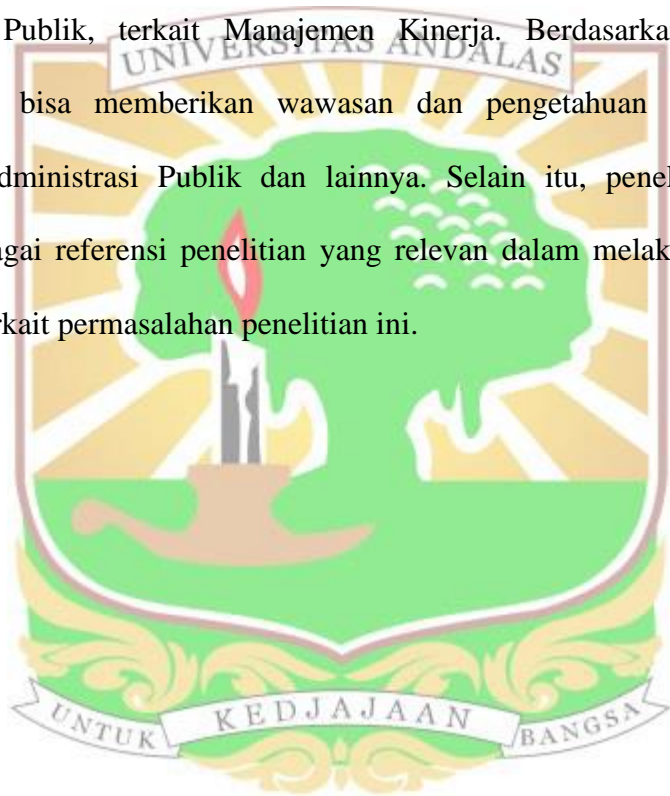 Publik, terkait Manajemen Kinerja. Berdasarka
UNIVERSITAS ANDALAS
bisa memberikan wawasan dan pengetahuan
dministrasi Publik dan lainnya. Selain itu, penel
agai referensi penelitian yang relevan dalam melak
rkait permasalahan penelitian ini.
UNTUK KEDJAJAAN BANGSA